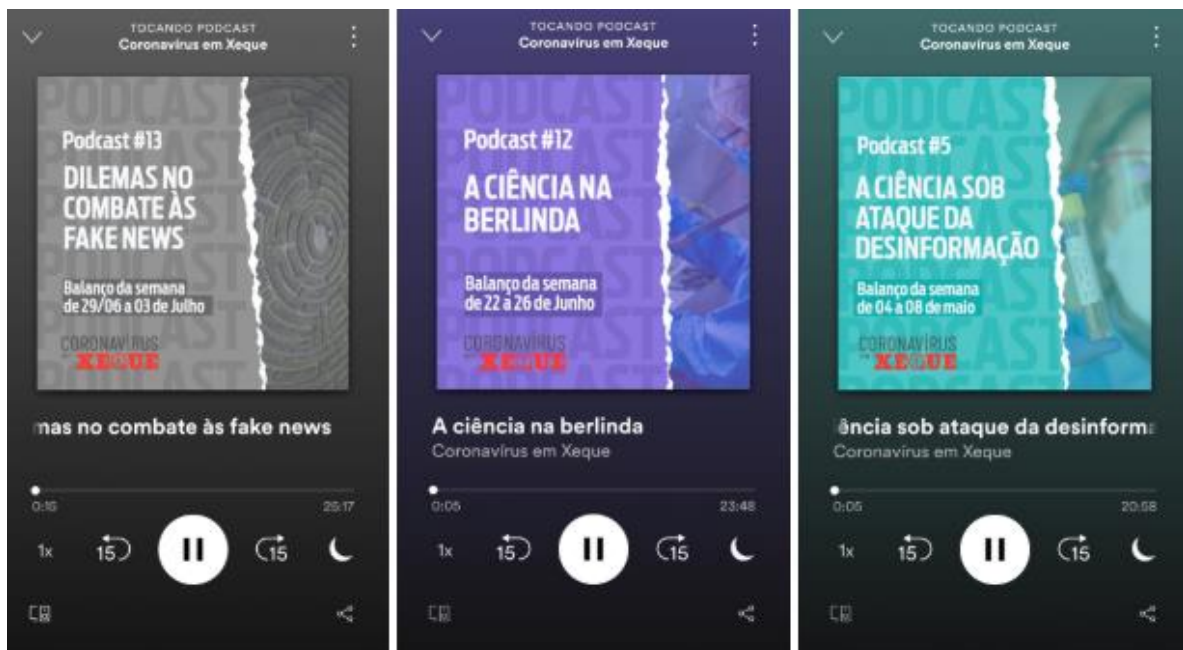 TOCANDO PODCAST
Coronavírus em Xeque
PODCAST
Podcast #13
DILEMAS NO
COMBATE ÀS
FAKE NEWS
Balanço da semana
de 29/06 a 03 de Julho
CORONAVÍRUS
XEQUE
mas no combate às fake news
0:16
25:17
1x
15
15
TOCANDO PODCAST
Coronavírus em Xeque
PODCAST
Podcast #12
A CIÊNCIA NA
BERLINDA
Balanço da semana
de 22 a 26 de Junho
CORONAVÍRUS
XEQUE
A ciência na berlinda
Coronavírus em Xeque
0:05
23:48
1x
15
15
TOCANDO PODCAST
Coronavírus em Xeque
PODCAST
Podcast #5
A CIÊNCIA SOB
ATAQUE DA
DESINFORMAÇÃO
Balanço da semana
de 04 a 08 de maio
CORONAVÍRUS
XEQUE
ência sob ataque da desinforma
Coronavírus em Xeque
0:05
20:58
1x
15
15